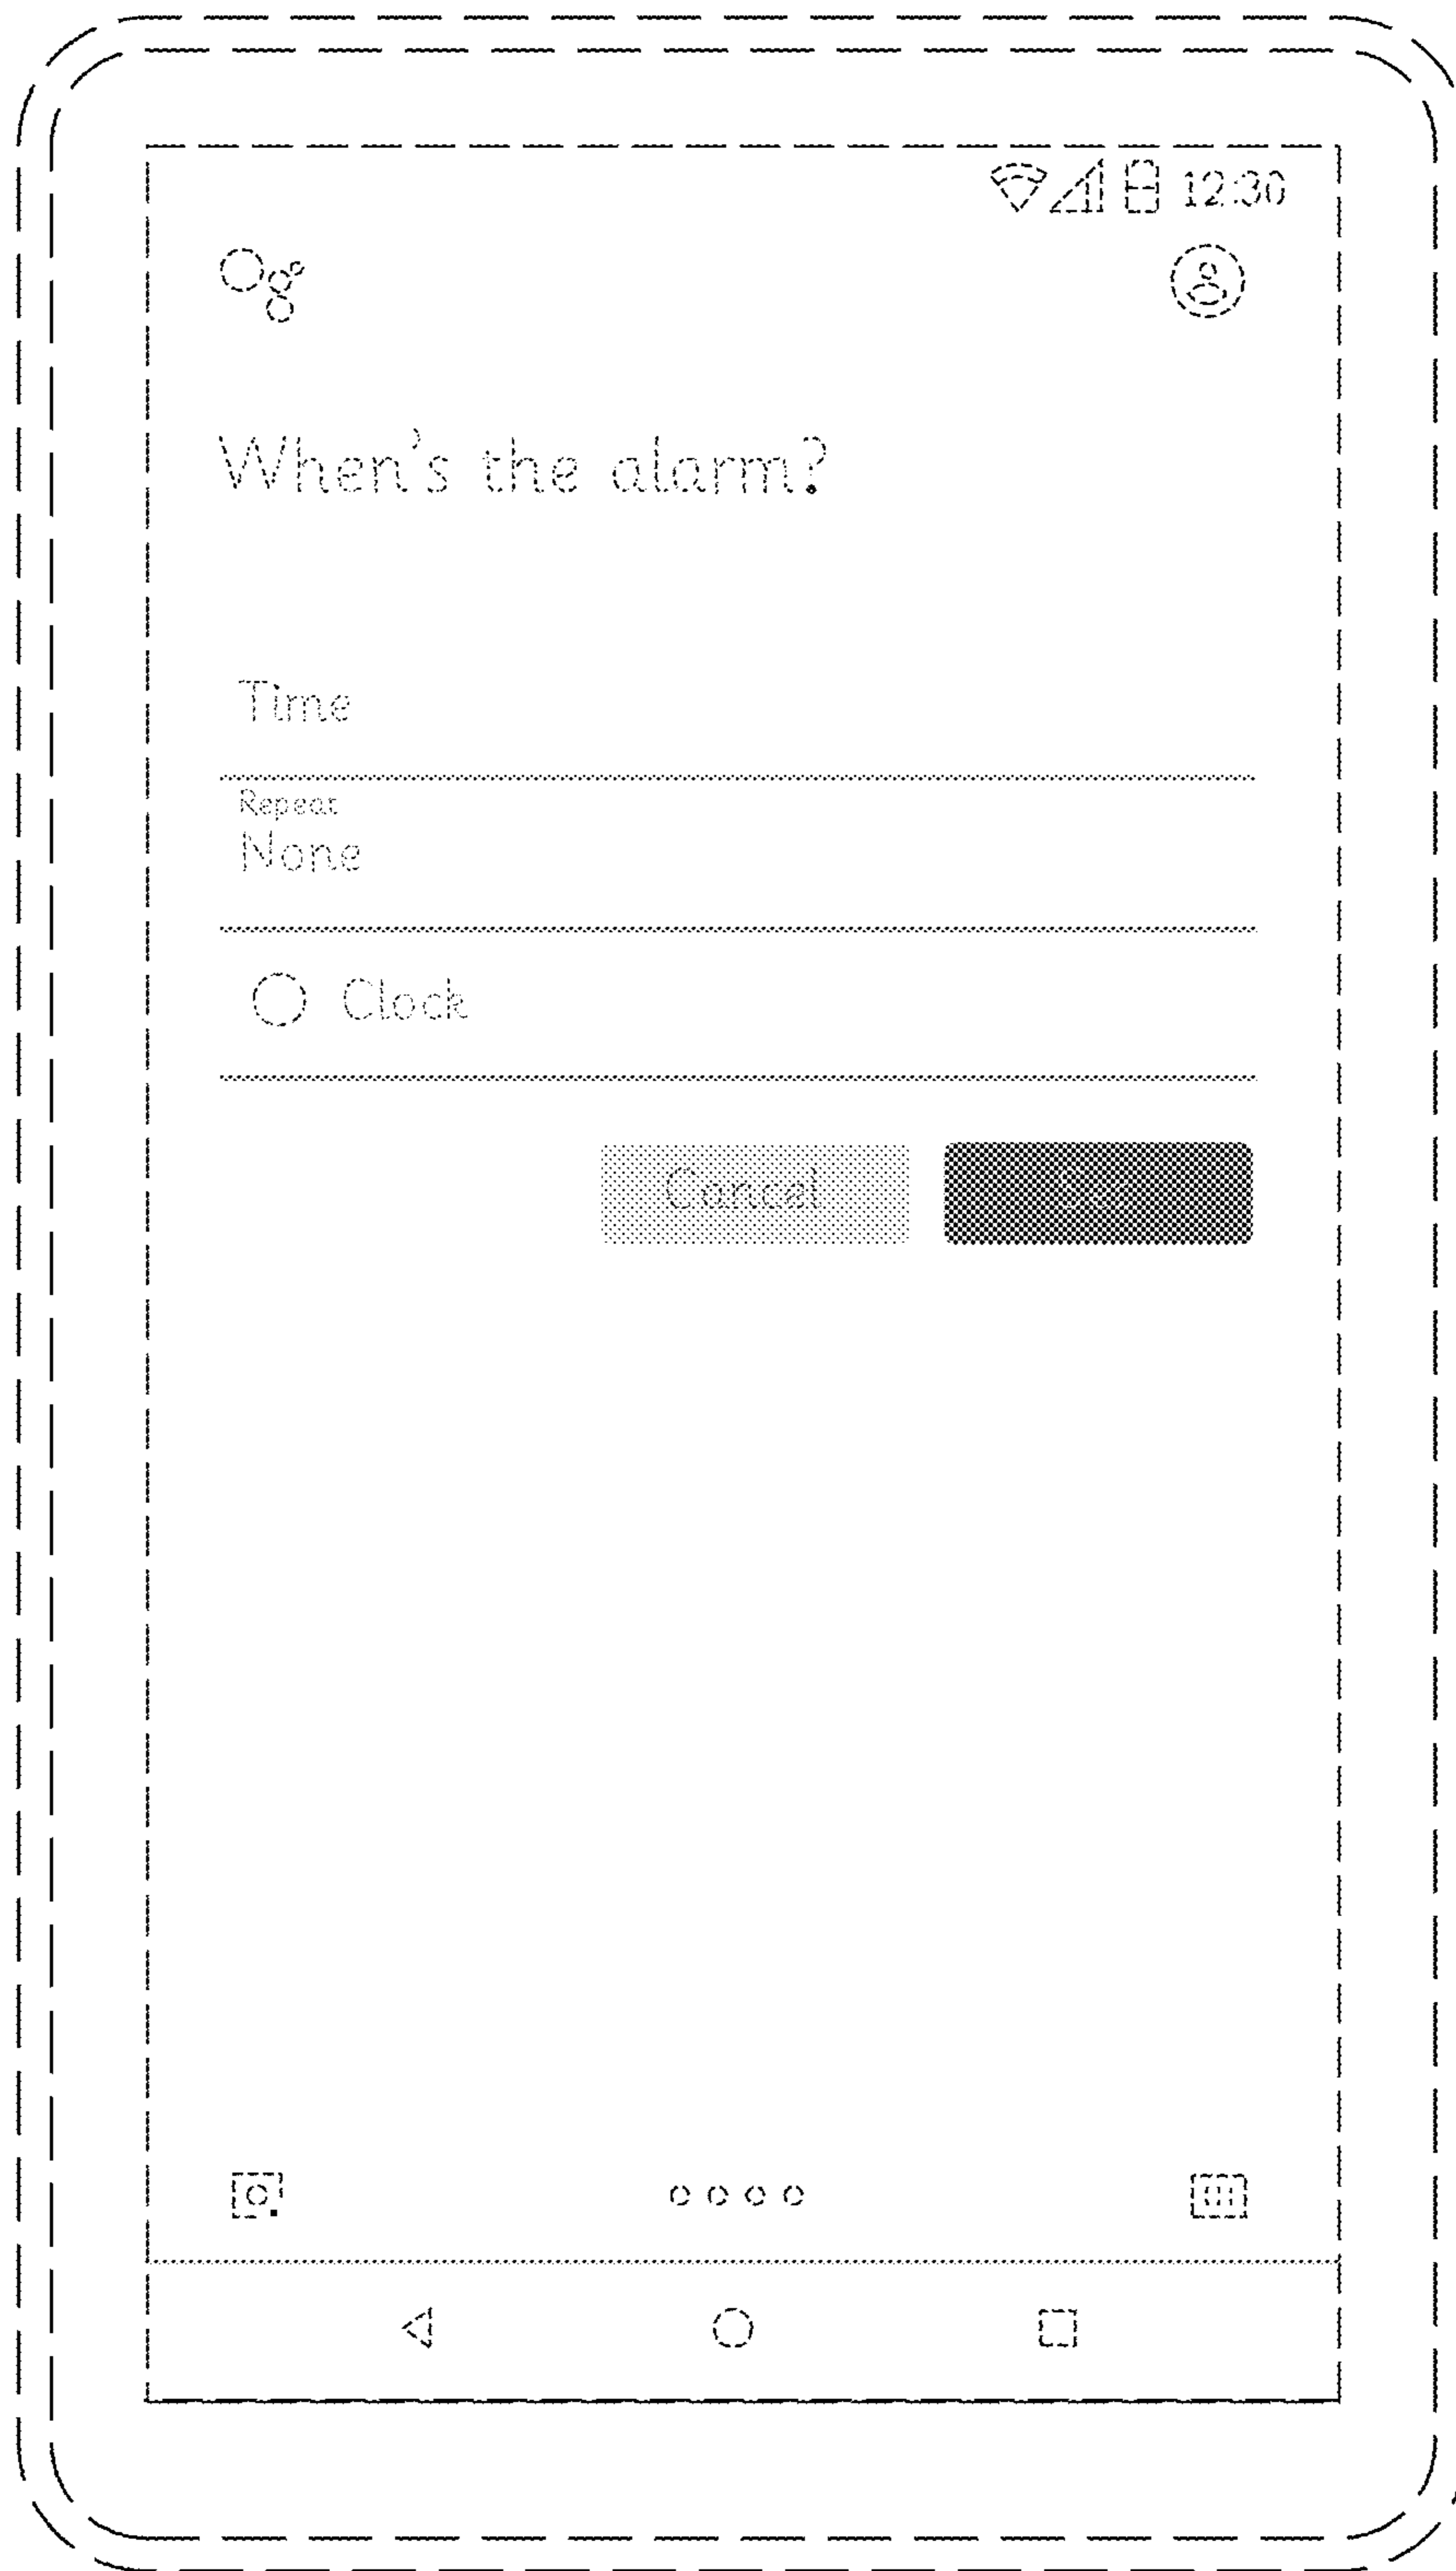 12:30
When's the alarm?
Time
Repeat
None
Clock
Cancel